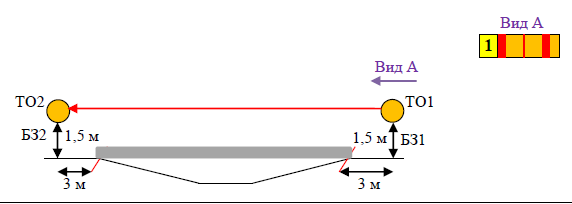 Вид А
1
Вид А
ТО2
ТО1
БЗ2
1,5 м
1,5 м
БЗ1
3 м
3 м